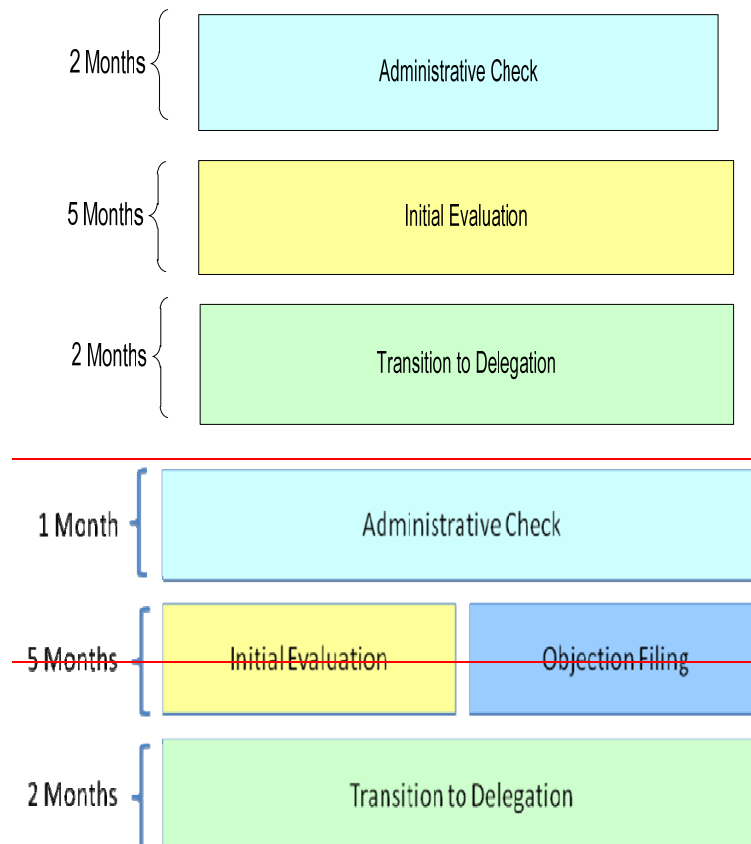 2 Months
Administrative Check
5 Months
Initial Evaluation
2 Months
Transition to Delegation
1 Month
Administrative Check
5 Months
Initial Evaluation
Objection Filing
2 Months
Transition to Delegation